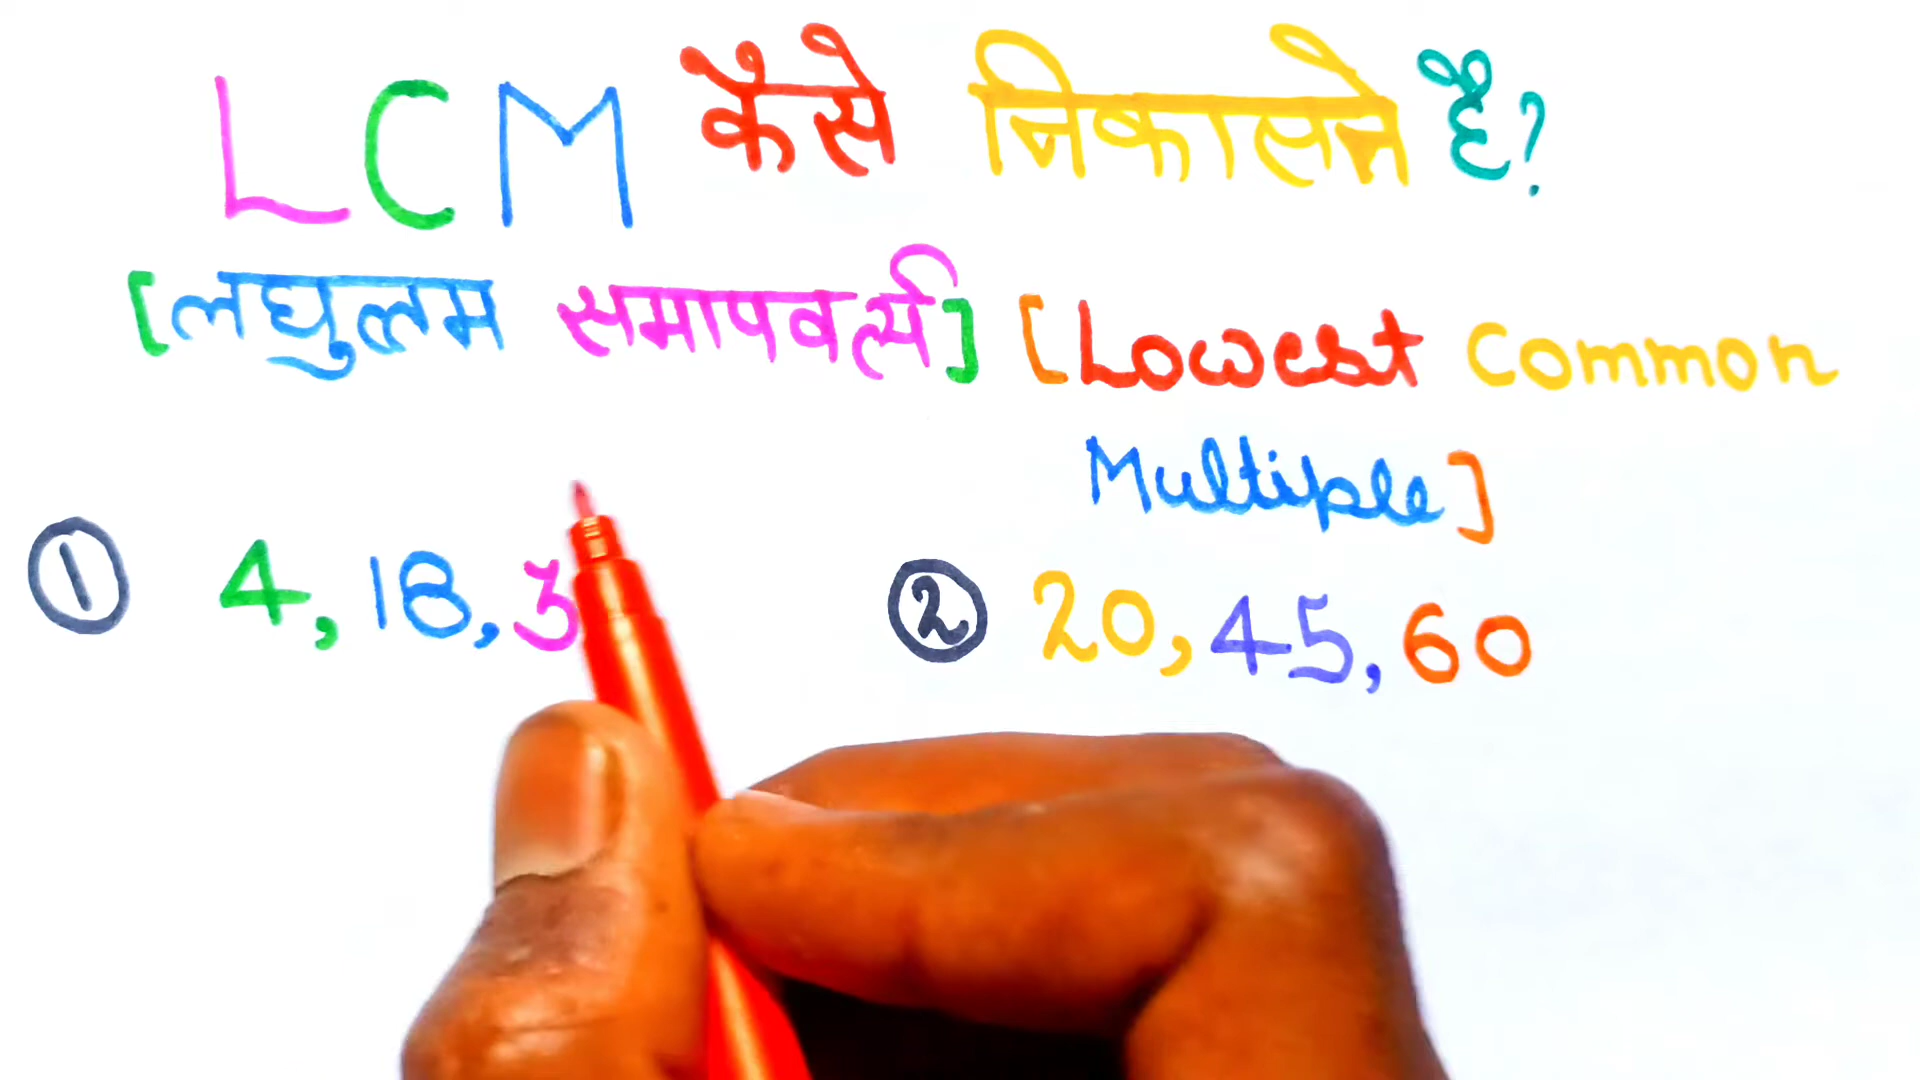 LCM कैसे निकालते है?
[लघुत्तम समापवर्त्य] [Lowest Common
Multiple]
① 4, 18, 3
② 20, 45, 60